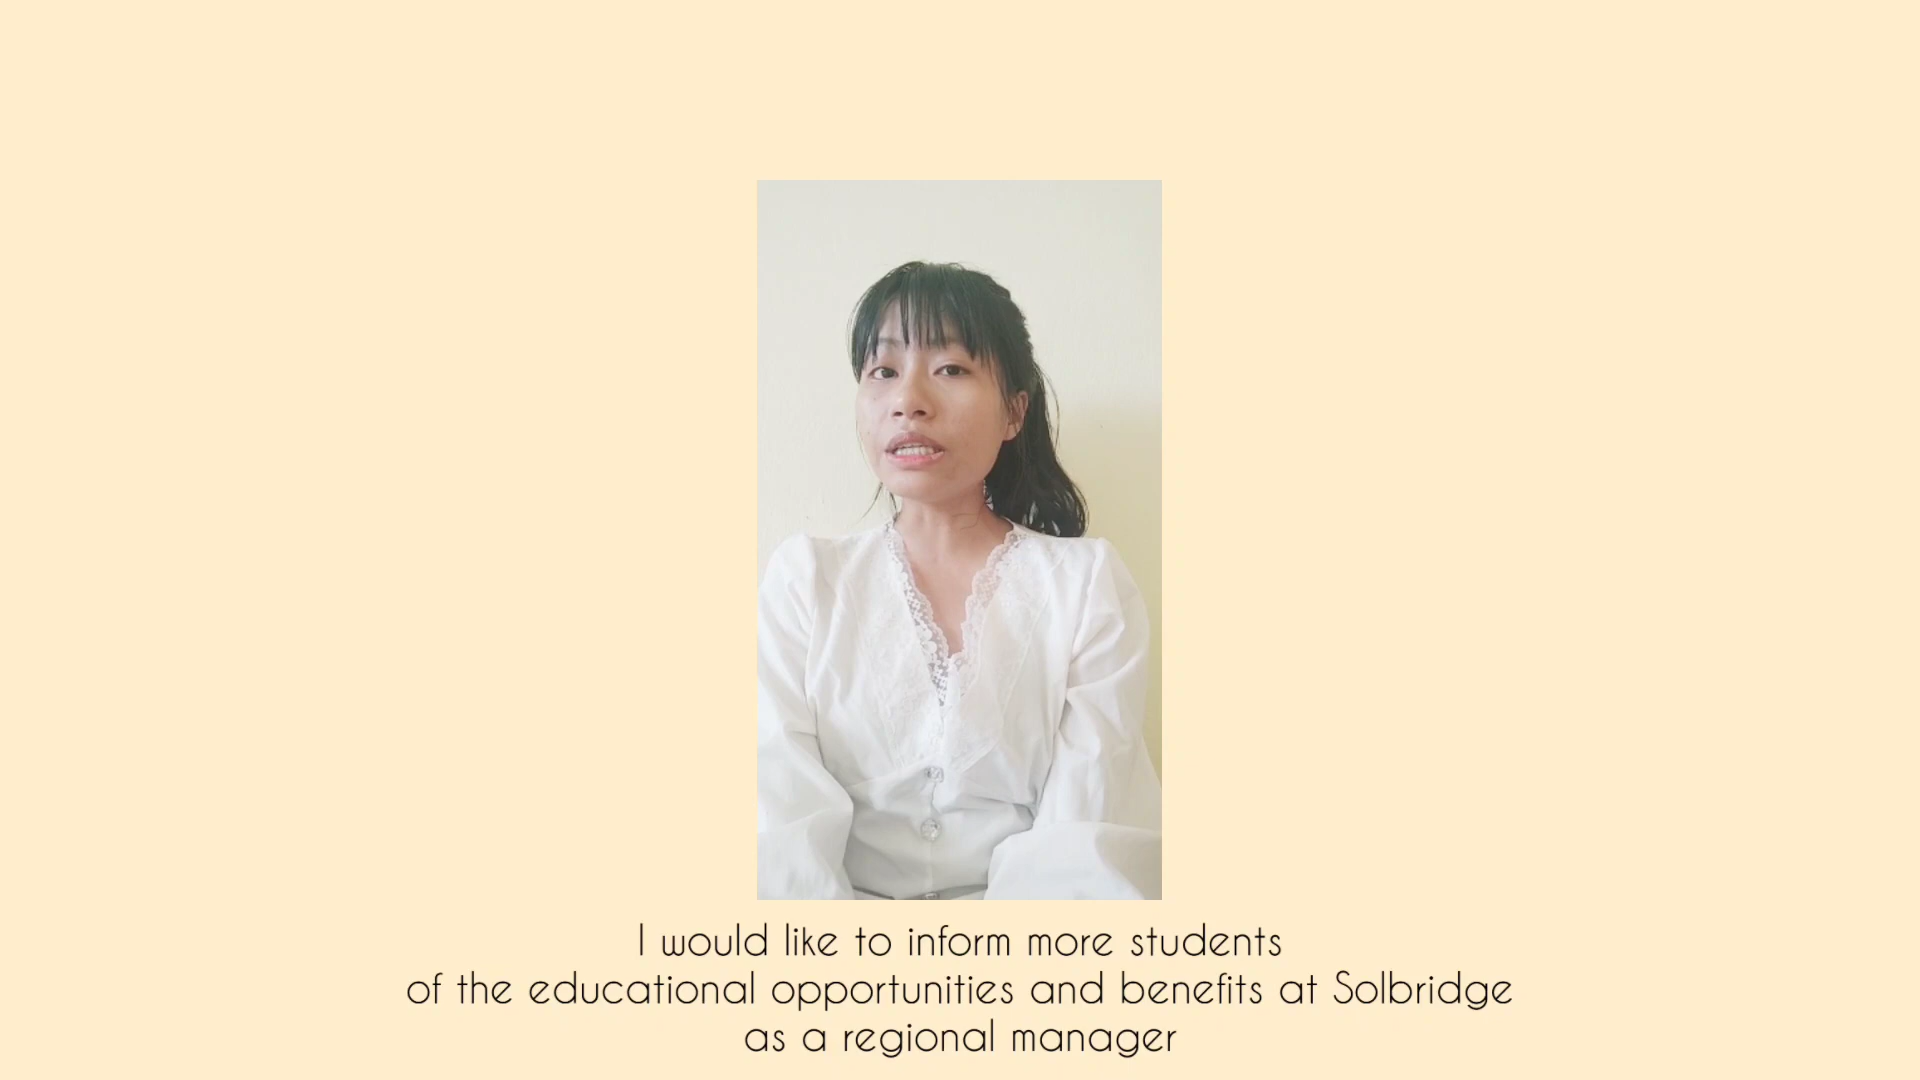 I would like to inform more students
of the educational opportunities and benefits at Solbridge
as a regional manager